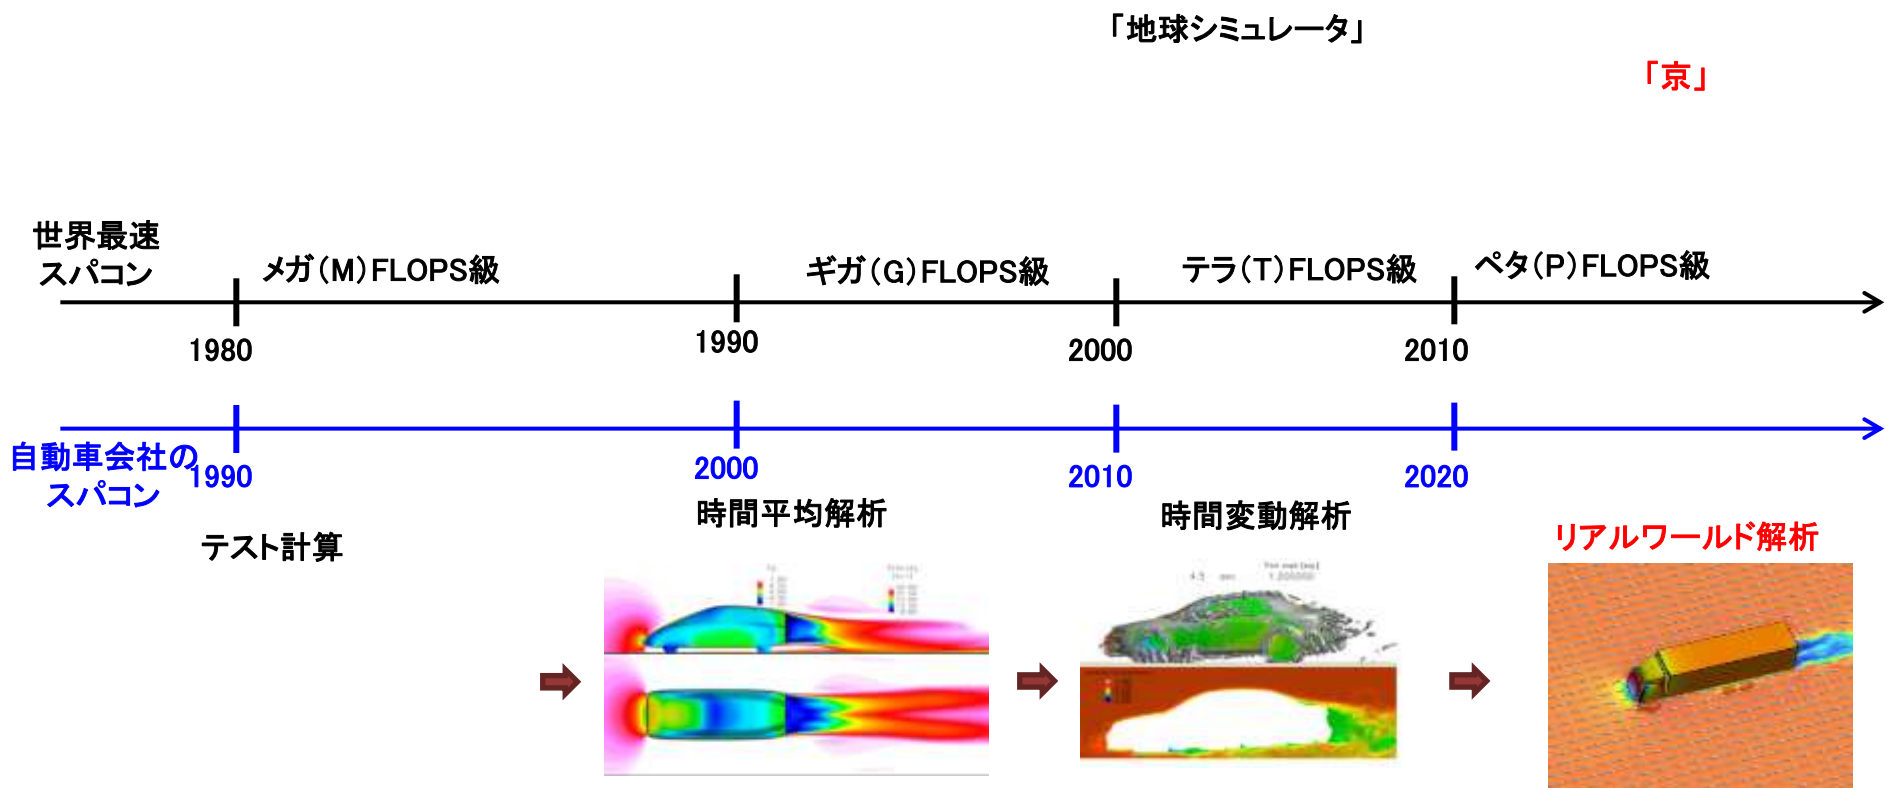 「地球シミュレータ」
「京」
世界最速
スパコン
メガ（M）FLOPS級
ギガ（G）FLOPS級
テラ（T）FLOPS級
ペタ（P）FLOPS級
1980
1990
2000
2010
自動車会社の
スパコン
1990
2000
2010
2020
テスト計算
時間平均解析
時間変動解析
リアルワールド解析